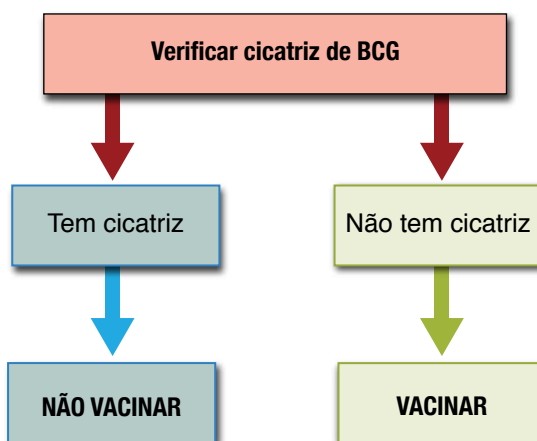 Verificar cicatriz de BCG
Tem cicatriz
Não tem cicatriz
NÃO VACINAR
VACINAR